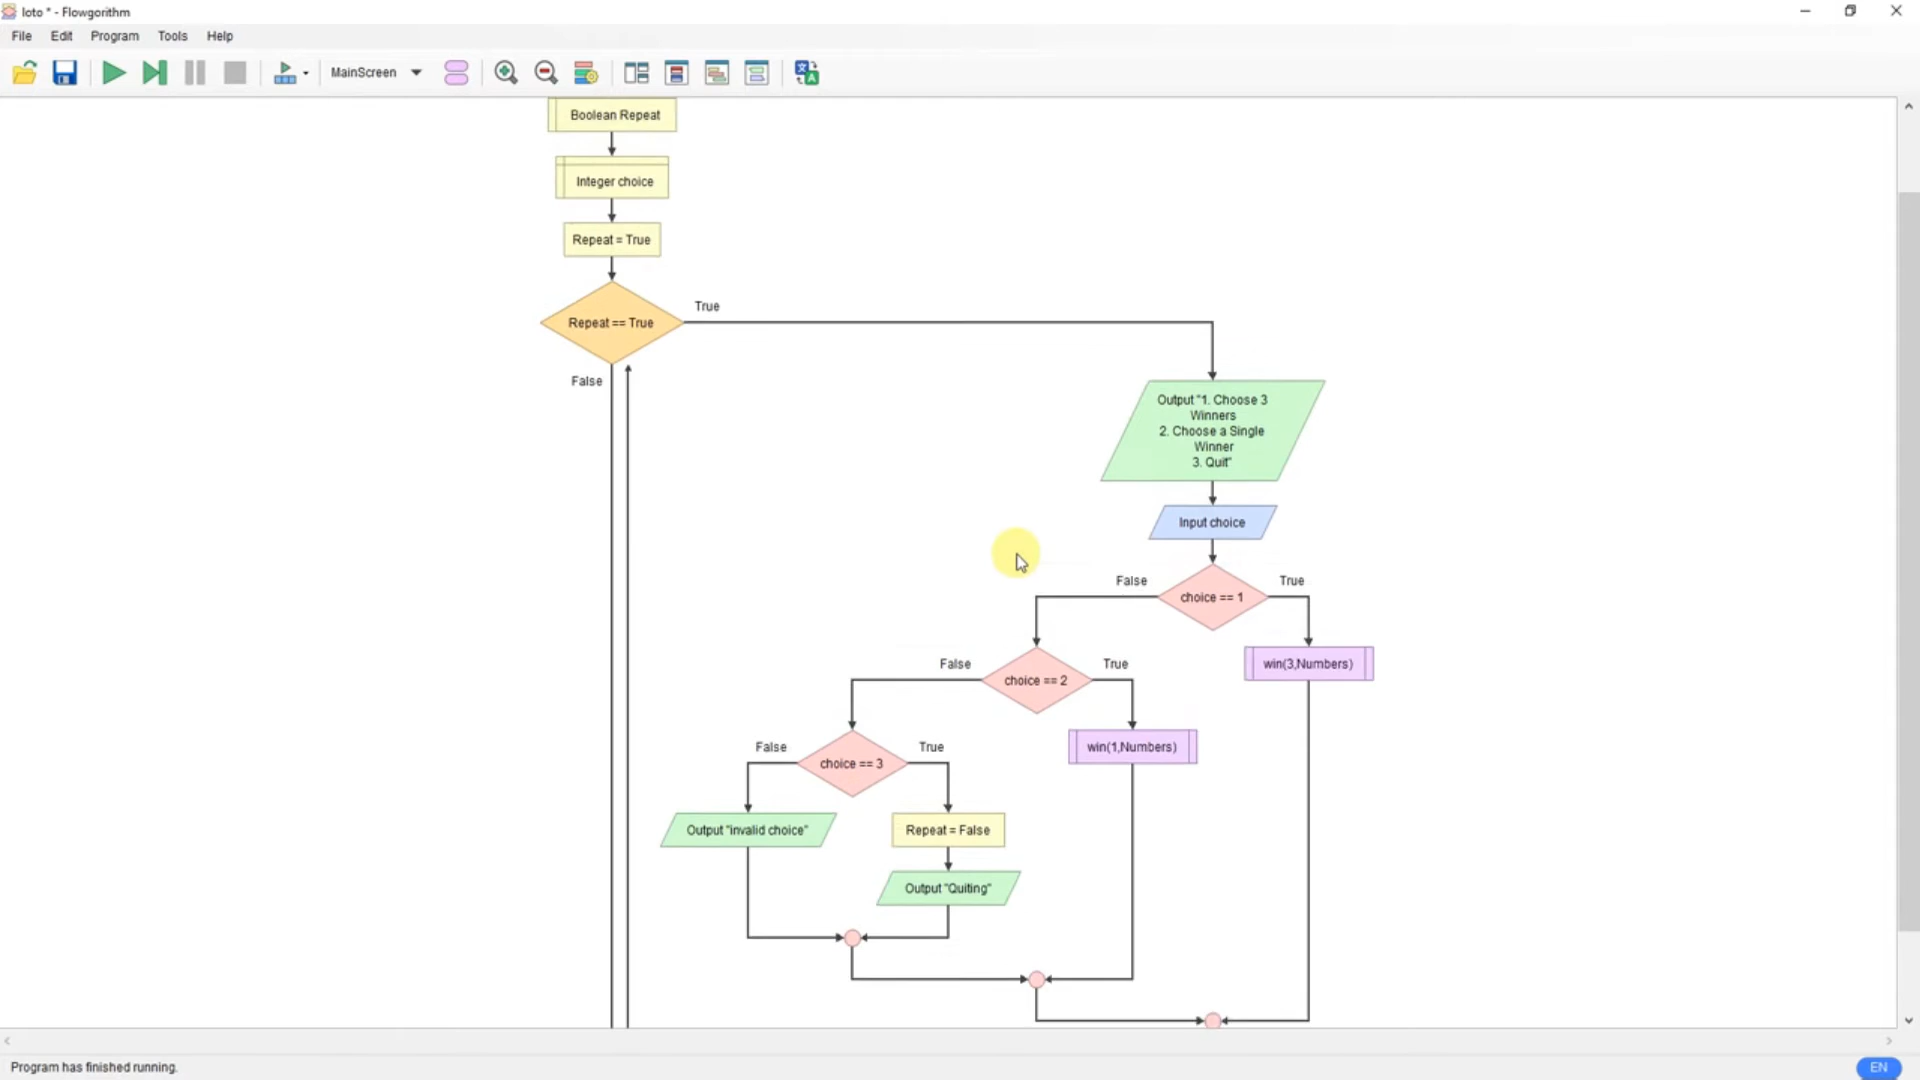 loto * - Flowgorithm
File Edit Program Tools Help
MainScreen
Boolean Repeat
Integer choice
Repeat = True
Repeat == True
True
False
Output "1. Choose 3
Winners
2. Choose a Single
Winner
3. Quit"
Input choice
False
True
choice == 1
win(3,Numbers)
False
True
choice == 2
win(1,Numbers)
False
True
choice == 3
Output "invalid choice"
Repeat = False
Output "Quiting"
Program has finished running.
EN